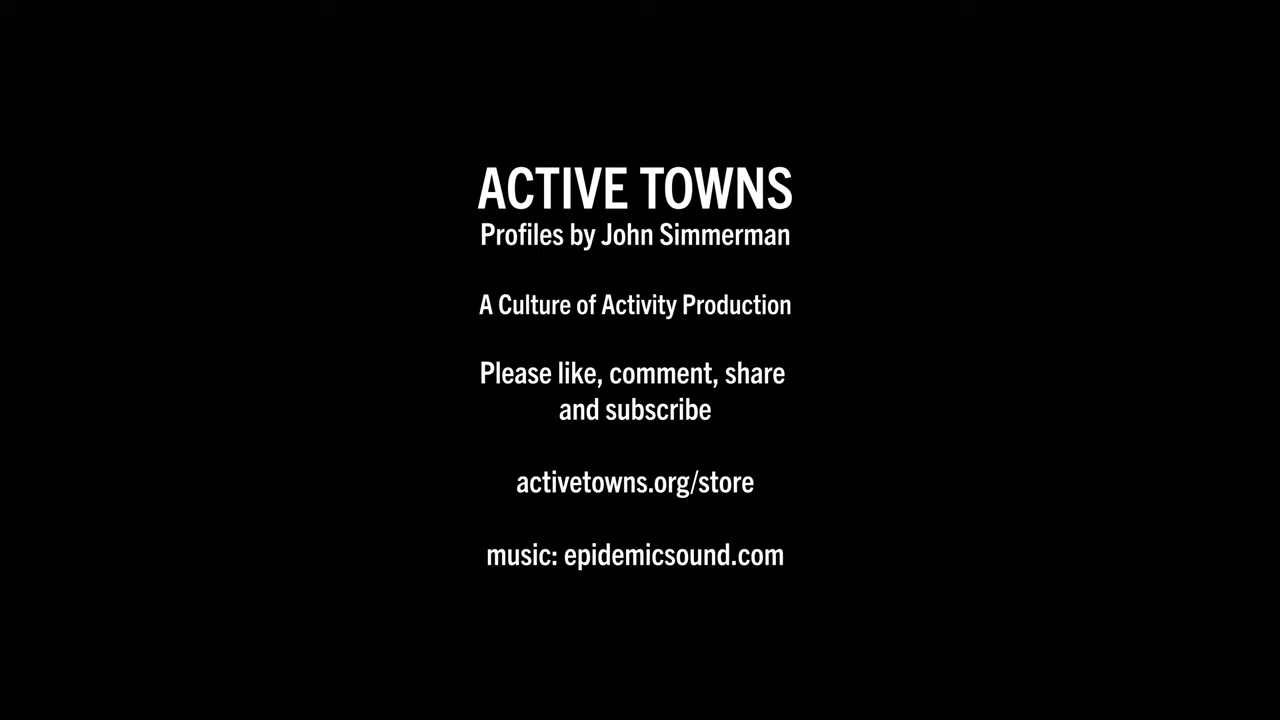 ACTIVE TOWNS
Profiles by John Simmerman
A Culture of Activity Production
Please like, comment, share
and subscribe
activetowns.org/store
music: epidemicsound.com